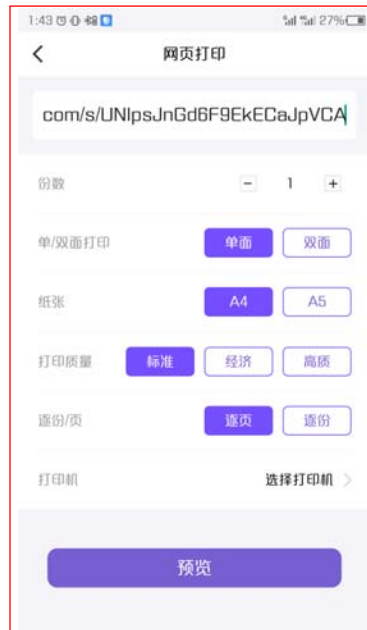 1:43 27%
网页打印
com/s/UNIpsJnGd6F9EkECaJpVCA
份数 − 1 +
单/双面打印 单面 双面
纸张 A4 A5
打印质量 标准 经济 高质
逐份/页 逐页 逐份
打印机 选择打印机
预览